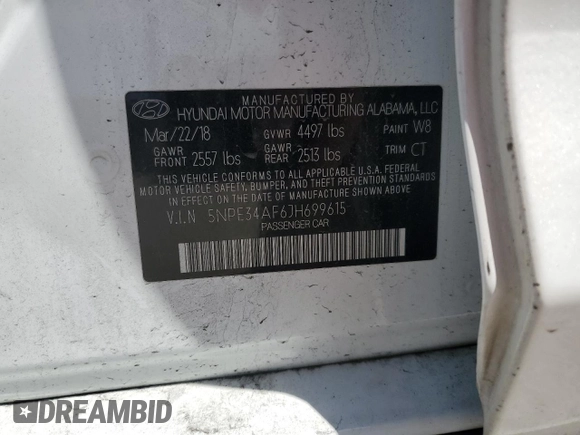 MANUFACTURED BY
HYUNDAI MOTOR MANUFACTURING ALABAMA, LLC
Mar/22/18 GVWR 4497 lbs PAINT W8
GAWR FRONT 2557 lbs GAWR REAR 2513 lbs TRIM CT
THIS VEHICLE CONFORMS TO ALL APPLICABLE U.S.A. FEDERAL
MOTOR VEHICLE SAFETY, BUMPER, AND THEFT PREVENTION STANDARDS
IN EFFECT ON THE DATE OF MANUFACTURE SHOWN ABOVE.
V.I.N 5NPE34AF6JH699615
PASSENGER CAR
DREAMBID